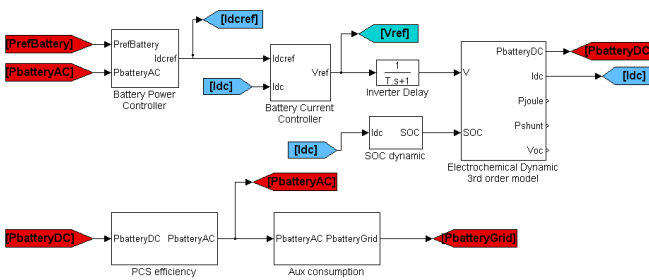 [Idcref]
[Vref]
[PrefBattery]
PrefBattery
Idcref
[PbatteryAC]
PbatteryAC
Battery Power
Controller
Idcref
Vref
Idc
[Idc]
Battery Current
Controller
1
T.s+1
Inverter Delay
V
SOC
PbatteryDC
Idc
Pjoule
Pshunt
Voc
Electrochemical Dynamic
3rd order model
[PbatteryDC
[Idc]
[Idc]
Idc
SOC
SOC dynamic
[PbatteryAC]
[PbatteryDC]
PbatteryDC
PbatteryAC
PCS efficiency
PbatteryAC
PbatteryGrid
Aux consumption
[PbatteryGrid]